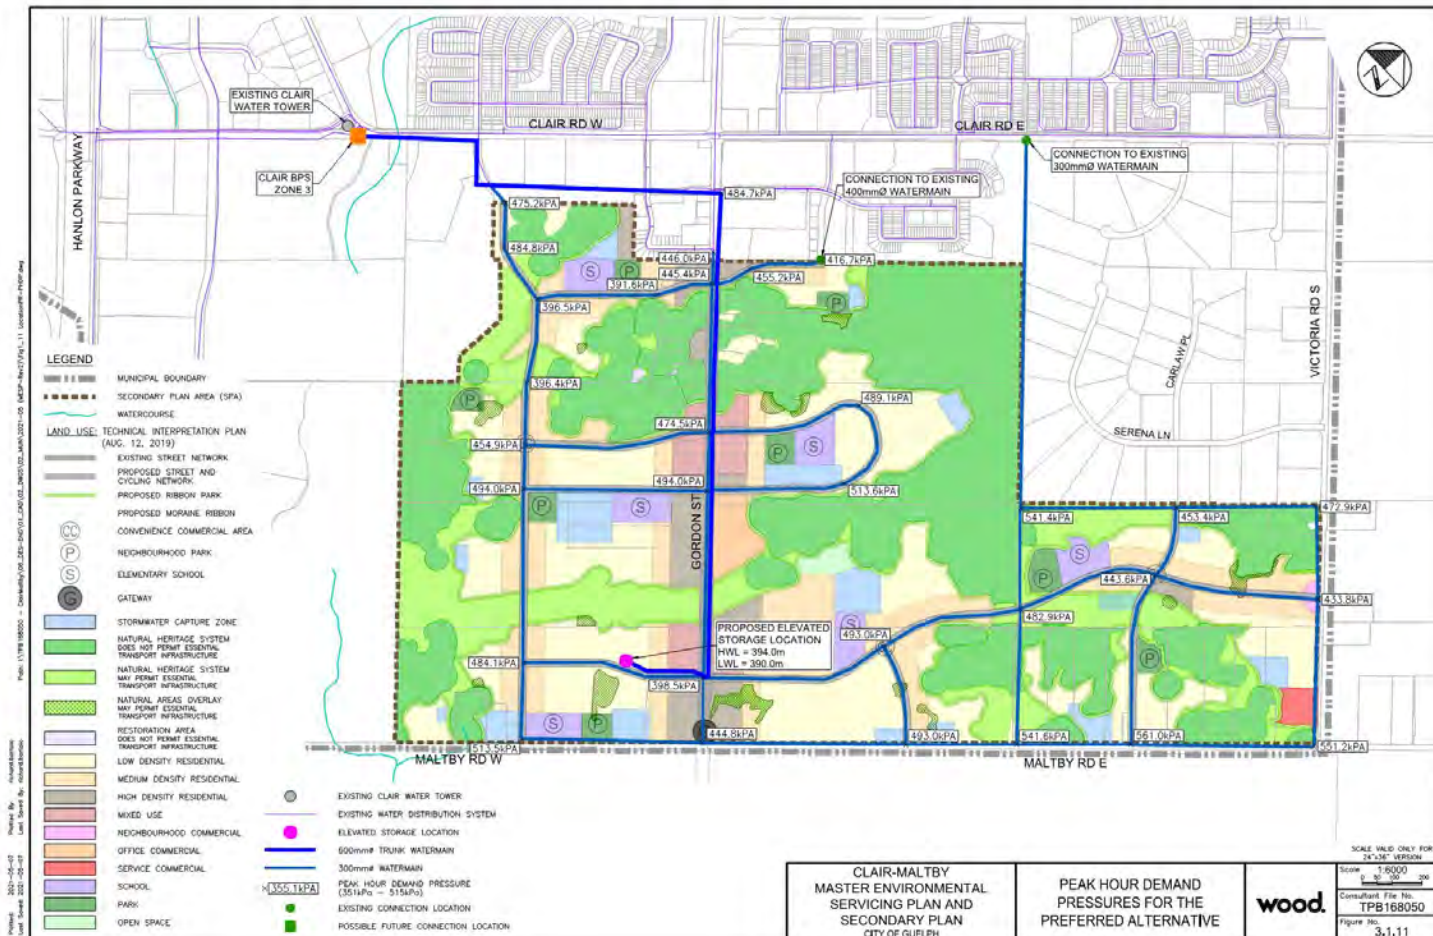 EXISTING CLAIR
WATER TOWER
CLAIR RD W
CLAIR RD E
HANLON PARKWAY
CLAIR BPS
ZONE 3
CONNECTION TO EXISTING
300mmØ WATERMAIN
CONNECTION TO EXISTING
400mmØ WATERMAIN
484.7kPA
475.2kPA
484.8kPA
446.0kPA
445.4kPA
455.2kPA
416.7kPA
391.6kPA
396.5kPA
S
P
P
VICTORIA RD S
CARLAW PL
SERENA LN
396.4kPA
P
489.1kPA
474.5kPA
454.9kPA
P
S
494.0kPA
494.0kPA
513.6kPA
P
S
GORDON ST
541.4kPA
453.4kPA
472.9kPA
P
S
443.6kPA
433.8kPA
482.9kPA
PROPOSED ELEVATED
STORAGE LOCATION
HWL = 394.0m
LWL = 390.0m
S
493.0kPA
484.1kPA
398.5kPA
P
S
P
G
444.8kPA
513.5kPA
493.0kPA
541.6kPA
561.0kPA
551.2kPA
MALTBY RD W
MALTBY RD E
LEGEND
MUNICIPAL BOUNDARY
SECONDARY PLAN AREA (SPA)
WATERCOURSE
LAND USE: TECHNICAL INTERPRETATION PLAN
(AUG. 12, 2019)
EXISTING STREET NETWORK
PROPOSED STREET AND
CYCLING NETWORK
PROPOSED RIBBON PARK
PROPOSED MORAINE RIBBON
CC CONVENIENCE COMMERCIAL AREA
P NEIGHBOURHOOD PARK
S ELEMENTARY SCHOOL
G GATEWAY
STORMWATER CAPTURE ZONE
NATURAL HERITAGE SYSTEM
DOES NOT PERMIT ESSENTIAL
TRANSPORT INFRASTRUCTURE
NATURAL HERITAGE SYSTEM
MAY PERMIT ESSENTIAL
TRANSPORT INFRASTRUCTURE
NATURAL AREAS OVERLAY
MAY PERMIT ESSENTIAL
TRANSPORT INFRASTRUCTURE
RESTORATION AREA
DOES NOT PERMIT ESSENTIAL
TRANSPORT INFRASTRUCTURE
LOW DENSITY RESIDENTIAL
MEDIUM DENSITY RESIDENTIAL
HIGH DENSITY RESIDENTIAL
MIXED USE
NEIGHBOURHOOD COMMERCIAL
OFFICE COMMERCIAL
SERVICE COMMERCIAL
SCHOOL
PARK
OPEN SPACE
EXISTING CLAIR WATER TOWER
EXISTING WATER DISTRIBUTION SYSTEM
ELEVATED STORAGE LOCATION
600mmø TRUNK WATERMAIN
300mmø WATERMAIN
355.1kPA PEAK HOUR DEMAND PRESSURE
(351kPa – 515kPa)
EXISTING CONNECTION LOCATION
POSSIBLE FUTURE CONNECTION LOCATION
CLAIR-MALTBY
MASTER ENVIRONMENTAL
SERVICING PLAN AND
SECONDARY PLAN
CITY OF GUELPH
PEAK HOUR DEMAND
PRESSURES FOR THE
PREFERRED ALTERNATIVE
wood.
SCALE VALID ONLY FOR
24"x36" VERSION
Scale 1:6000
Consultant File No.
TPB168050
Figure No.
3.1.11